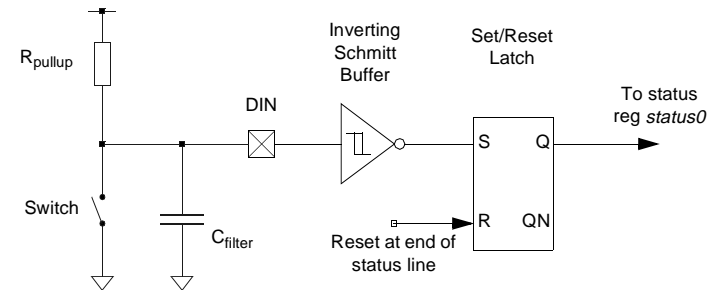 Inverting
Schmitt
Buffer
Set/Reset
Latch
Rpullup
DIN
To status
reg status0
S
Q
Switch
Cfilter
R
QN
Reset at end of
status line